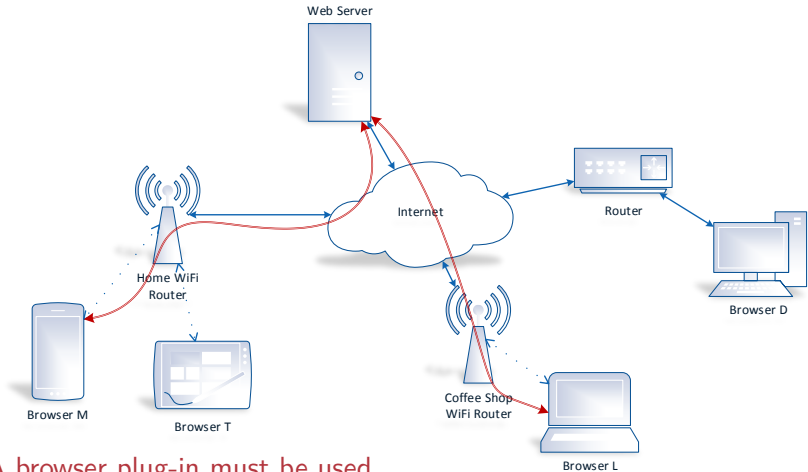 Web Server
Internet
Router
Home WiFi
Router
Browser D
Coffee Shop
WiFi Router
Browser M
Browser T
Browser L
A browser plug-in must be used